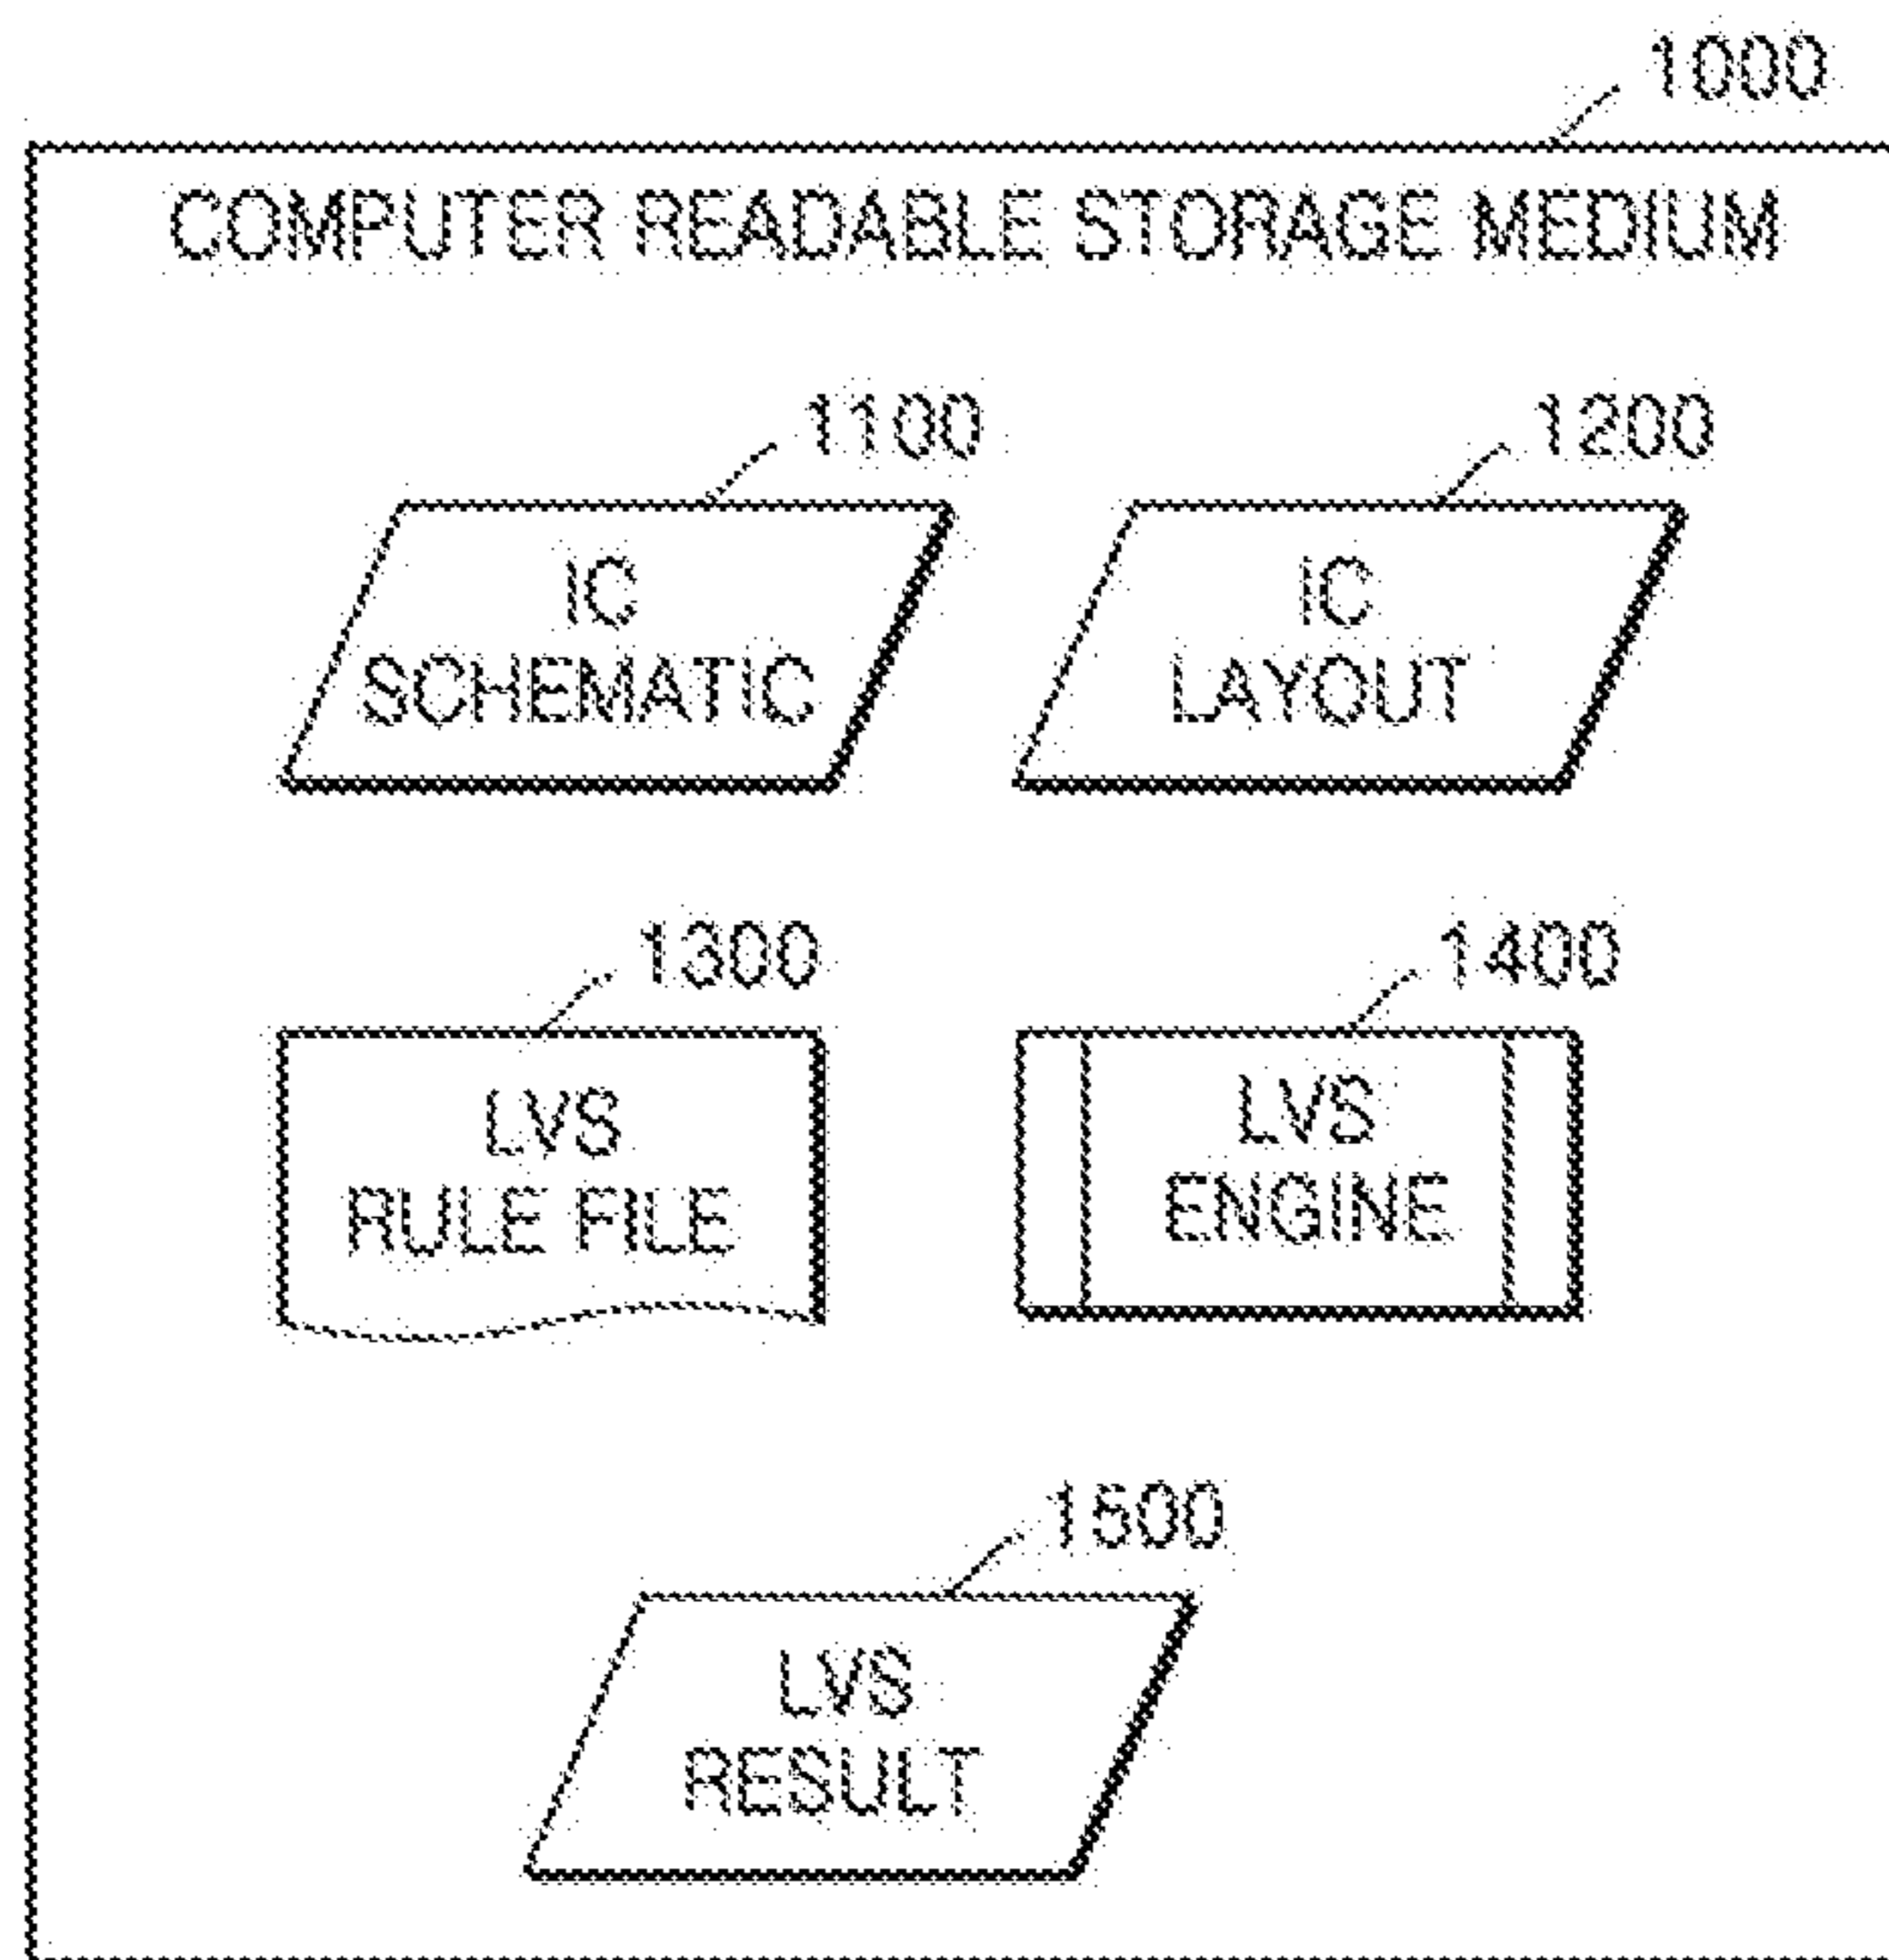 1000
COMPUTER READABLE STORAGE MEDIUM
1100
1200
IC
SCHEMATIC
IC
LAYOUT
1300
1400
LVS
RULE FILE
LVS
ENGINE
1500
LVS
RESULT